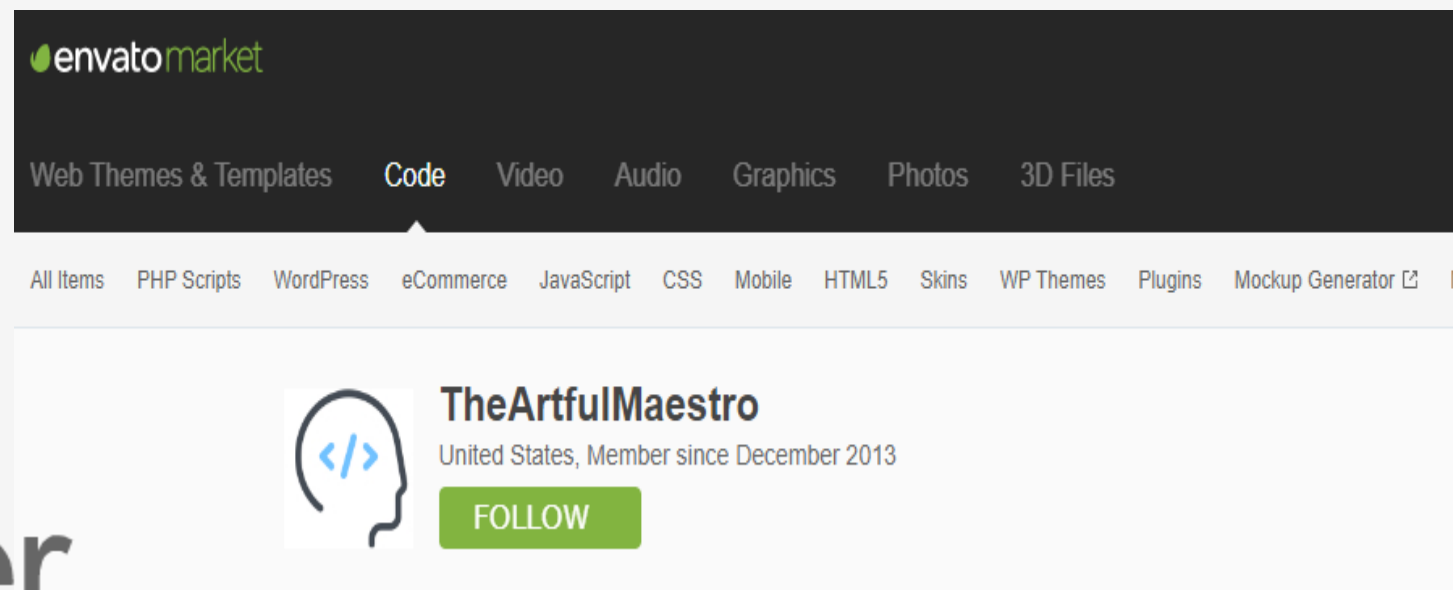 envatomarket
Web Themes & Templates Code Video Audio Graphics Photos 3D Files
All Items PHP Scripts WordPress eCommerce JavaScript CSS Mobile HTML5 Skins WP Themes Plugins Mockup Generator
</>
TheArtfulMaestro
United States, Member since December 2013
FOLLOW
er